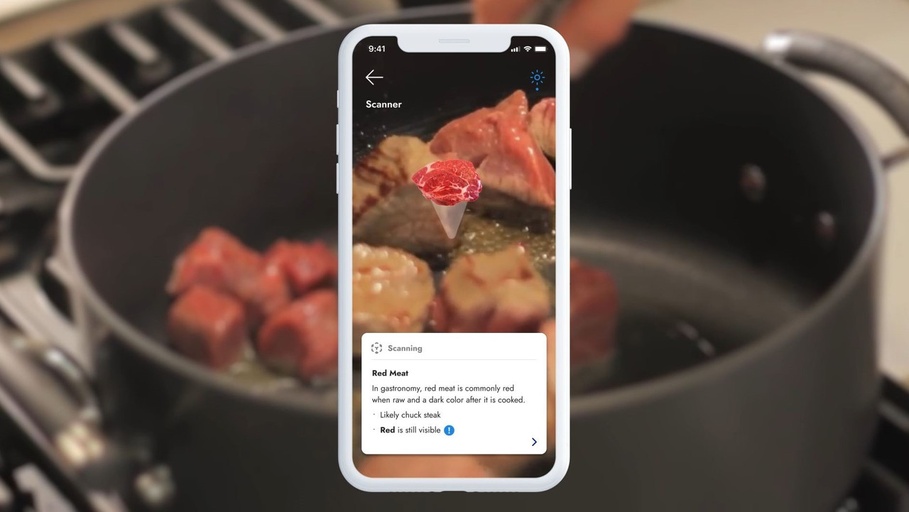 9:41
Scanner
Scanning
Red Meat
In gastronomy, red meat is commonly red
when raw and a dark color after it is cooked.
· Likely chuck steak
· Red is still visible !